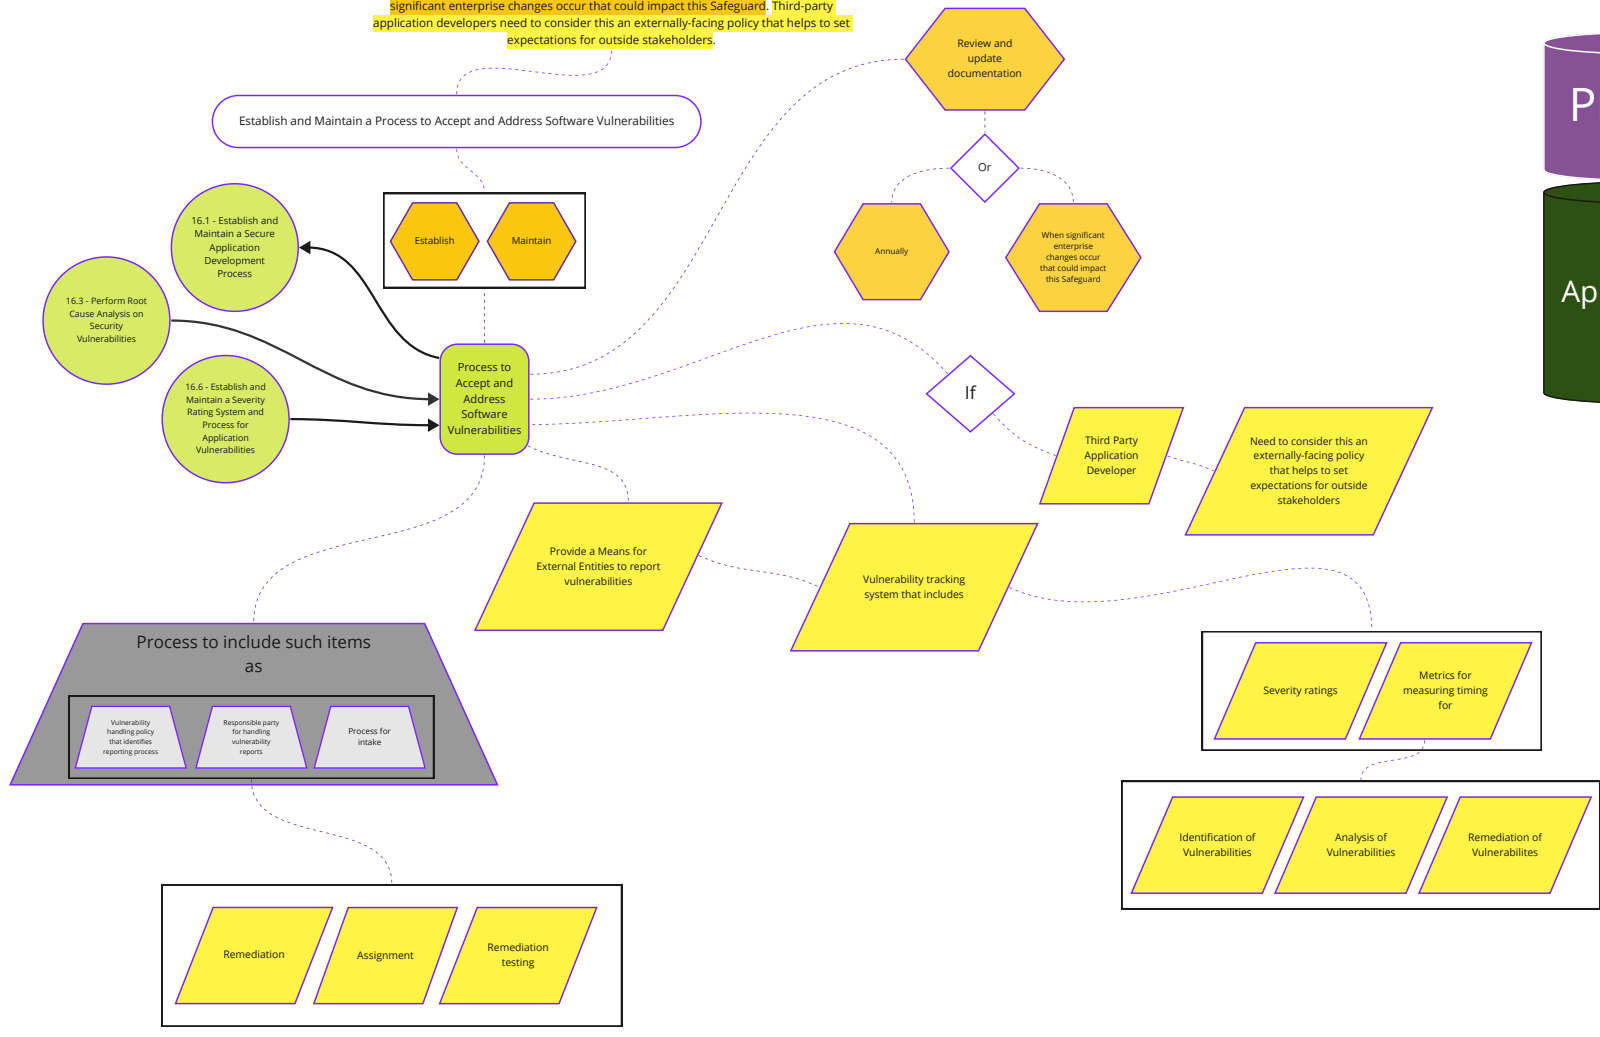 significant enterprise changes occur that could impact this Safeguard. Third-party
application developers need to consider this an externally-facing policy that helps to set
expectations for outside stakeholders.
Review and
update
documentation
P
Establish and Maintain a Process to Accept and Address Software Vulnerabilities
Or
16.1 - Establish and
Maintain a Secure
Application
Development
Process
Establish
Maintain
Annually
When significant
enterprise
changes occur
that could impact
this Safeguard
Ap
16.3 - Perform Root
Cause Analysis on
Security
Vulnerabilities
Process to
Accept and
Address
Software
Vulnerabilities
If
16.6 - Establish and
Maintain a Severity
Rating System and
Process for
Application
Vulnerabilities
Third Party
Application
Developer
Need to consider this an
externally-facing policy
that helps to set
expectations for outside
stakeholders
Provide a Means for
External Entities to report
vulnerabilities
Vulnerability tracking
system that includes
Process to include such items
as
Vulnerability
handling policy
that identifies
reporting process
Responsible party
for handling
vulnerability
reports
Process for
intake
Severity ratings
Metrics for
measuring timing
for
Identification of
Vulnerabilities
Analysis of
Vulnerabilities
Remediation of
Vulnerabilites
Remediation
Assignment
Remediation
testing